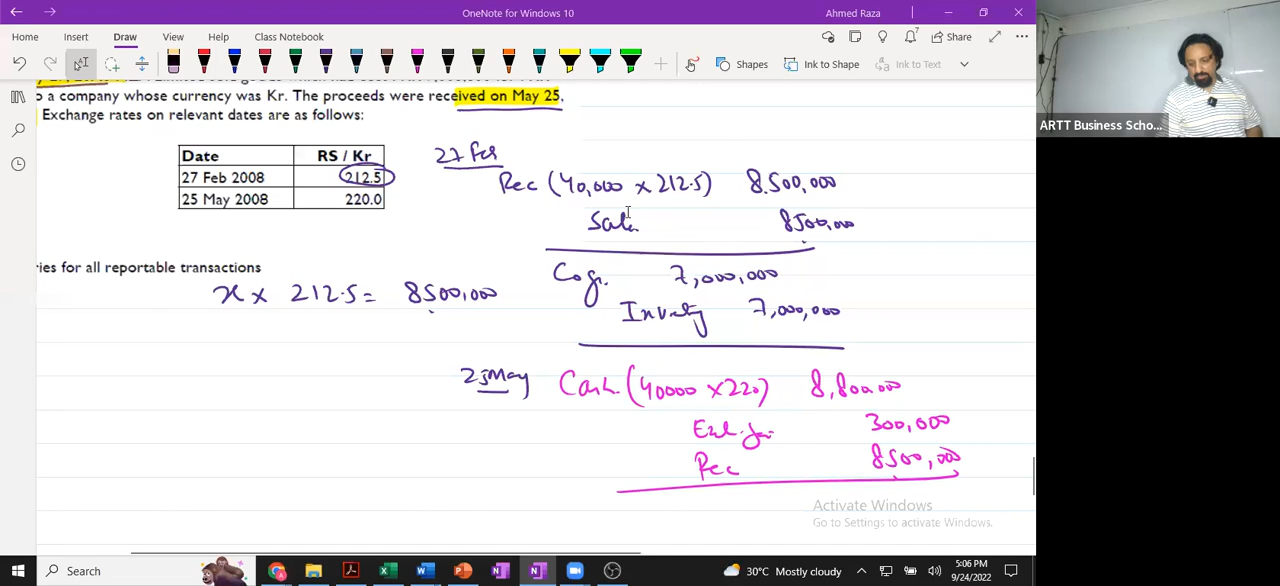 OneNote for Windows 10
Ahmed Raza
Home Insert Draw View Help Class Notebook
Share
Shapes Ink to Shape Ink to Text
o a company whose currency was Kr. The proceeds were received on May 25,
Exchange rates on relevant dates are as follows:
Date RS / Kr
27 Feb 2008 212.5
25 May 2008 220.0
27 Feb
Rec (40,000 x 212.5) 8,500,000
Sale 8500,000
ries for all reportable transactions
x x 212.5 = 8500,000
Cogs 7,000,000
Inventory 7,000,000
25 May Cash (40000 x 220) 8,800,000
300,000
Rec 8500,000
ARTT Business Scho...
Activate Windows
Go to Settings to activate Windows.
Search
30°C Mostly cloudy
5:06 PM
9/24/2022